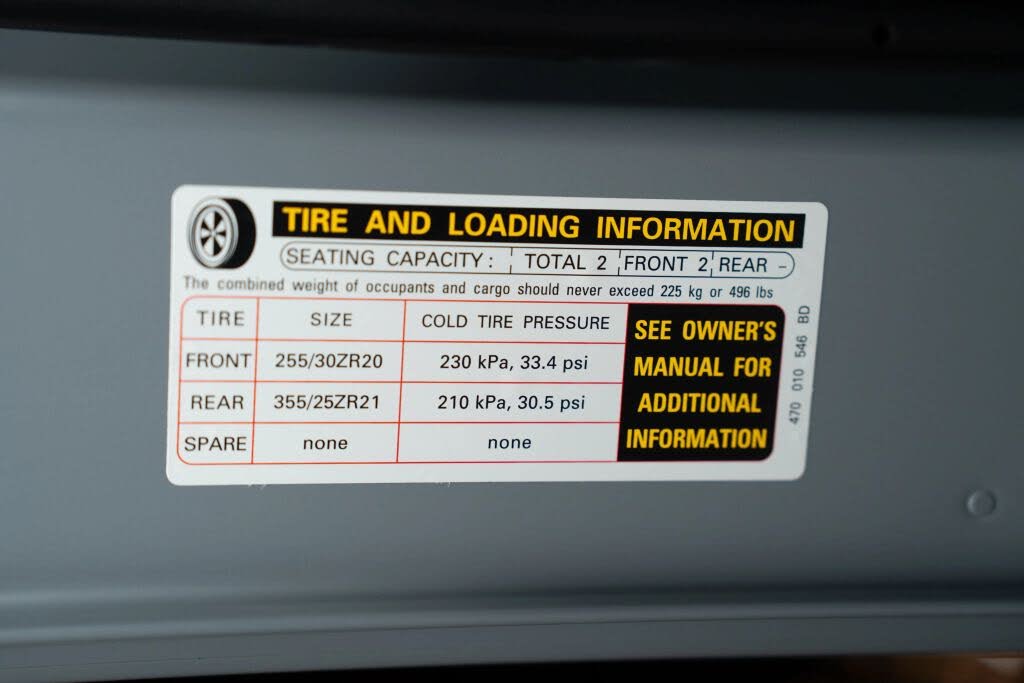 TIRE AND LOADING INFORMATION
SEATING CAPACITY: TOTAL 2 FRONT 2 REAR –
The combined weight of occupants and cargo should never exceed 225 kg or 496 lbs
TIRE SIZE COLD TIRE PRESSURE
FRONT 255/30ZR20 230 kPa, 33.4 psi
REAR 355/25ZR21 210 kPa, 30.5 psi
SPARE none none
SEE OWNER'S
MANUAL FOR
ADDITIONAL
INFORMATION
470 010 546 BD